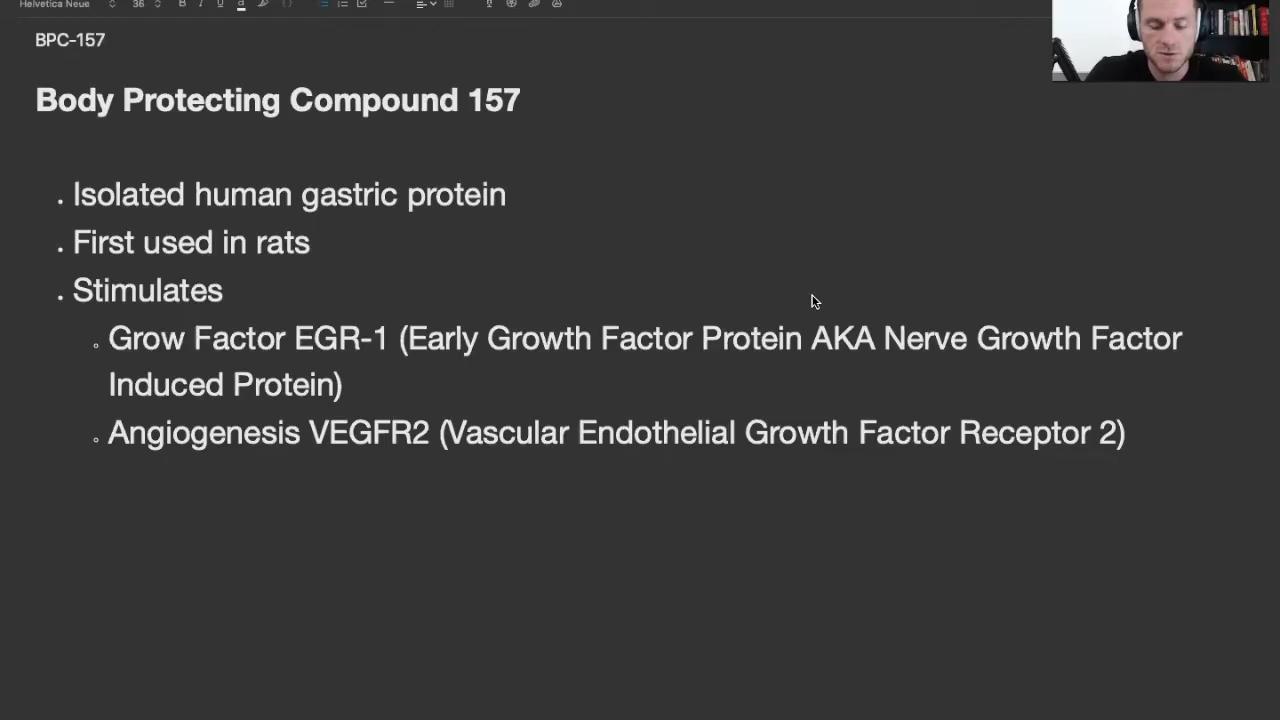 Helvetica Neue 36 B I U a
BPC-157
Body Protecting Compound 157
Isolated human gastric protein
First used in rats
Stimulates
Grow Factor EGR-1 (Early Growth Factor Protein AKA Nerve Growth Factor
Induced Protein)
Angiogenesis VEGFR2 (Vascular Endothelial Growth Factor Receptor 2)